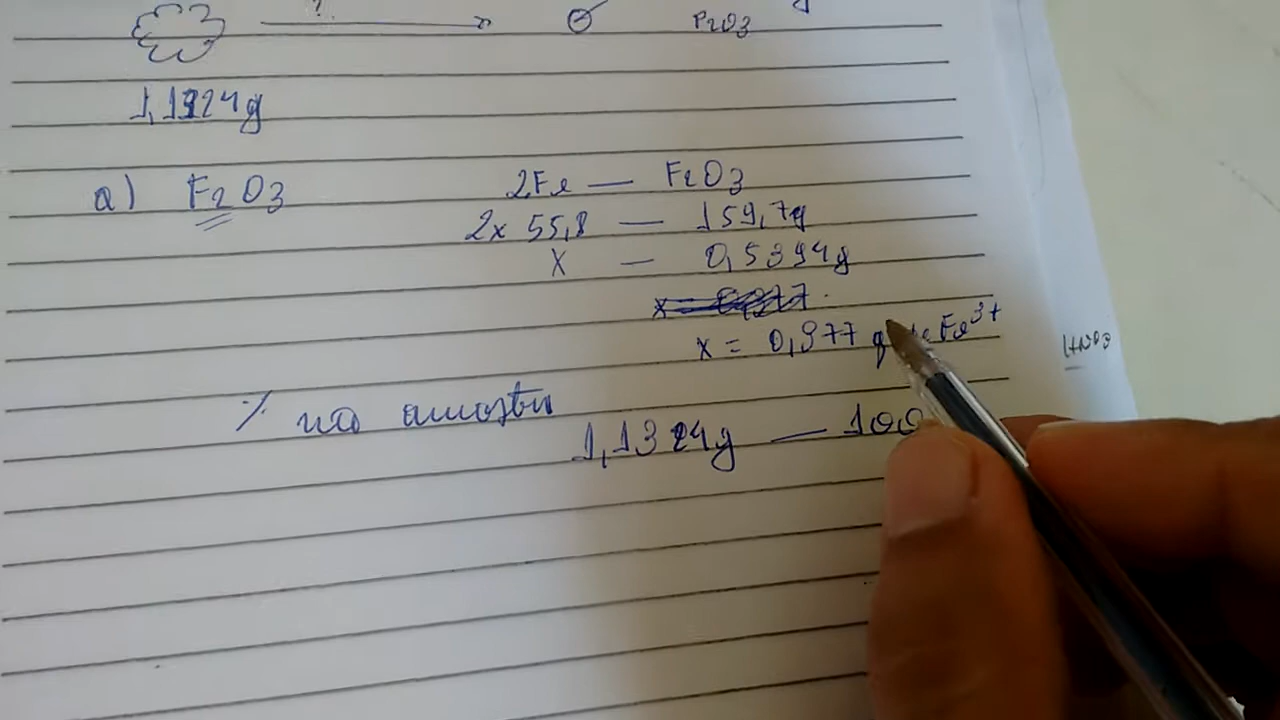 ?
1,1324g
a) Fe2O3
2Fe — Fe2O3
2x 55,8 — 159,7g
x — 0,5394g
x = 0,377 g de Fe3+
HNO3
% na amostra
1,1324g — 100